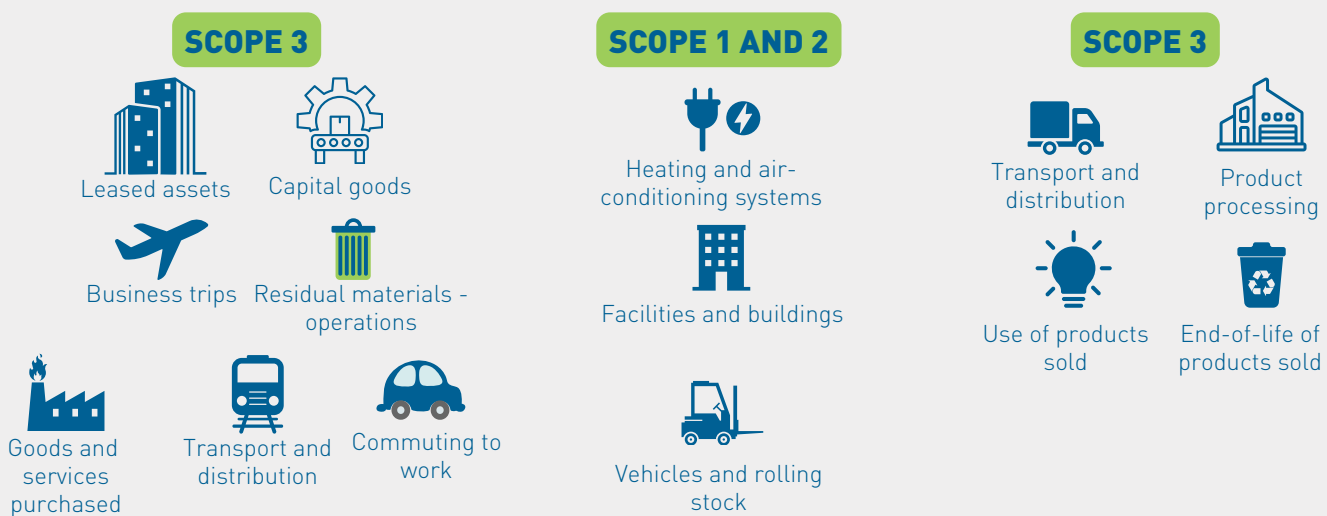 SCOPE 3
Leased assets
Capital goods
Business trips
Residual materials -
operations
Goods and
services
purchased
Transport and
distribution
Commuting to
work
SCOPE 1 AND 2
Heating and air-
conditioning systems
Facilities and buildings
Vehicles and rolling
stock
SCOPE 3
Transport and
distribution
Product
processing
Use of products
sold
End-of-life of
products sold